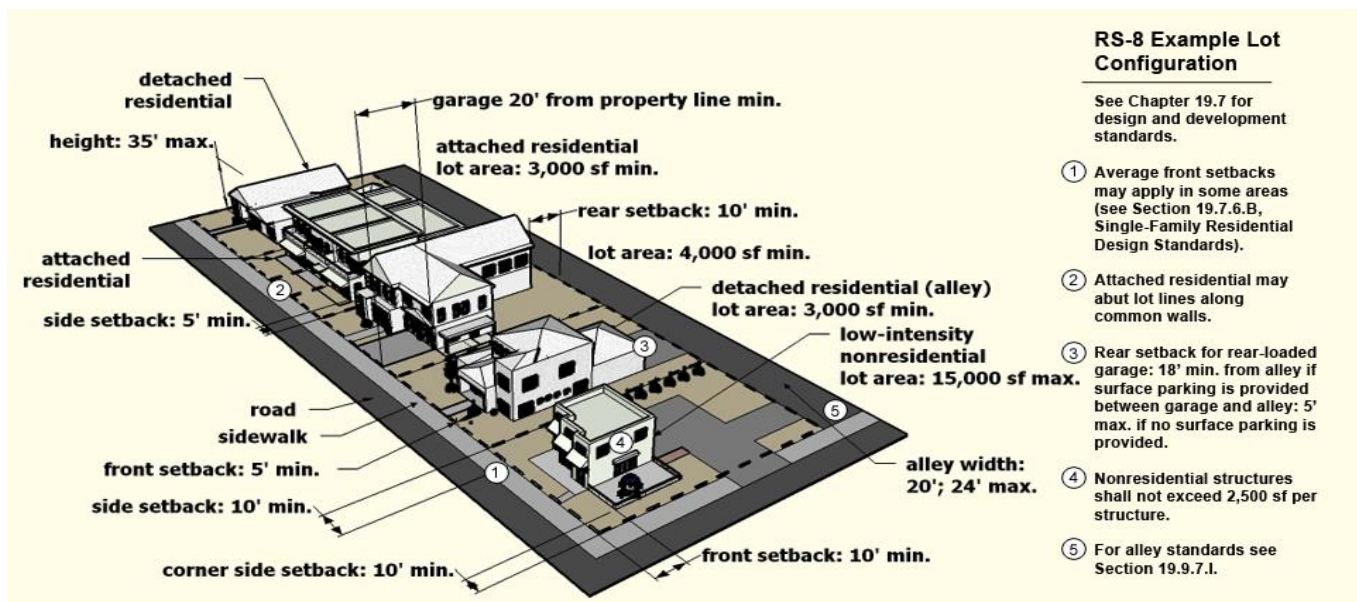 detached
residential
height: 35' max.
garage 20' from property line min.
attached residential
lot area: 3,000 sf min.
rear setback: 10' min.
lot area: 4,000 sf min.
attached
residential
side setback: 5' min.
2
detached residential (alley)
lot area: 3,000 sf min.
3
low-intensity
nonresidential
lot area: 15,000 sf max.
road
sidewalk
front setback: 5' min.
side setback: 10' min.
1
4
5
alley width:
20'; 24' max.
corner side setback: 10' min.
front setback: 10' min.
RS-8 Example Lot
Configuration
See Chapter 19.7 for
design and development
standards.
1 Average front setbacks
may apply in some areas
(see Section 19.7.6.B,
Single-Family Residential
Design Standards).
2 Attached residential may
abut lot lines along
common walls.
3 Rear setback for rear-loaded
garage: 18' min. from alley if
surface parking is provided
between garage and alley: 5'
max. if no surface parking is
provided.
4 Nonresidential structures
shall not exceed 2,500 sf per
structure.
5 For alley standards see
Section 19.9.7.I.